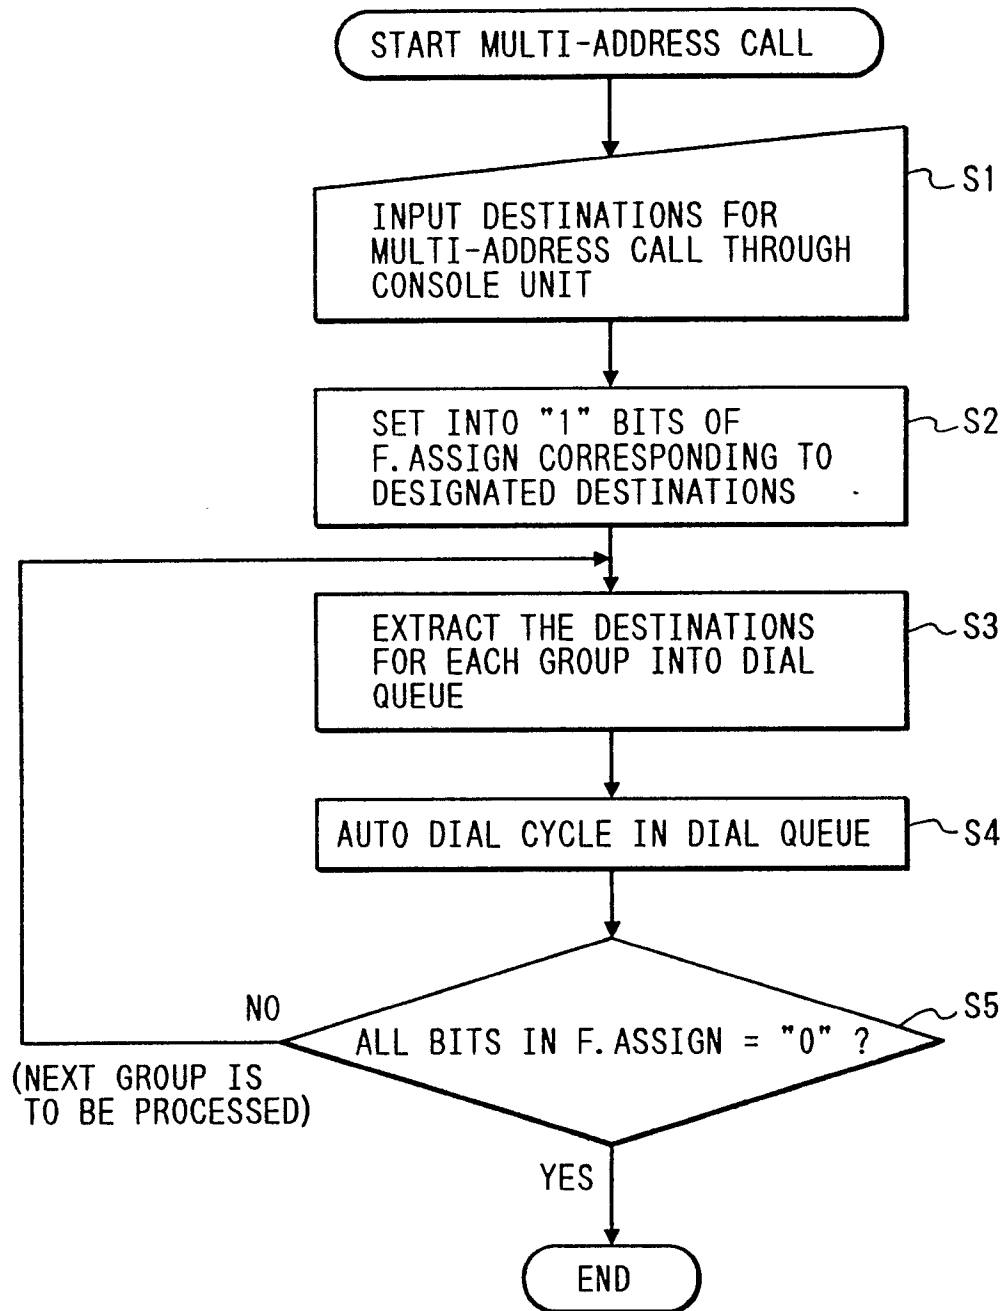 START MULTI-ADDRESS CALL
S1
INPUT DESTINATIONS FOR
MULTI-ADDRESS CALL THROUGH
CONSOLE UNIT
S2
SET INTO "1" BITS OF
F.ASSIGN CORRESPONDING TO
DESIGNATED DESTINATIONS
S3
EXTRACT THE DESTINATIONS
FOR EACH GROUP INTO DIAL
QUEUE
AUTO DIAL CYCLE IN DIAL QUEUE
S4
S5
NO
ALL BITS IN F.ASSIGN = "0" ?
(NEXT GROUP IS
TO BE PROCESSED)
YES
END